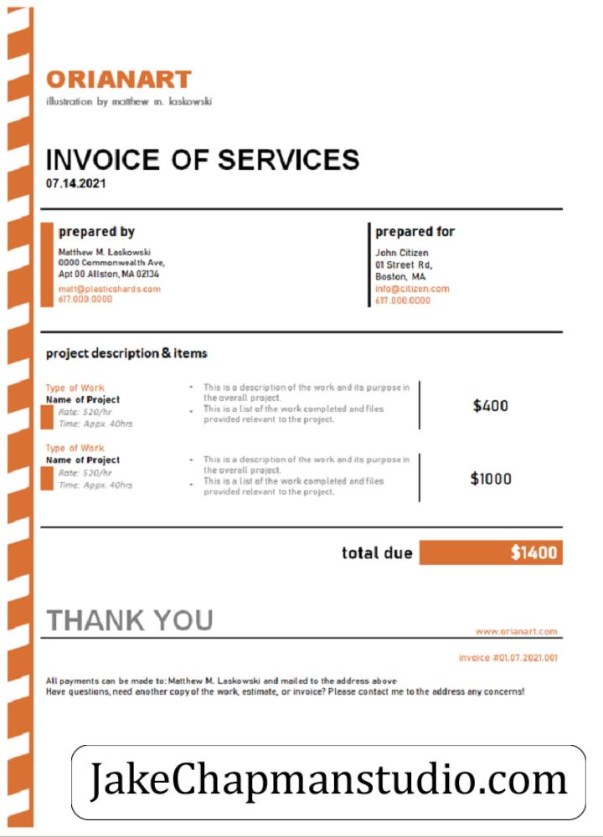 ORIANART
illustration by matthew m. laskowski
INVOICE OF SERVICES
07.14.2021
prepared by
Matthew M. Laskowski
0000 Commonwealth Ave,
Apt 00 Allston, MA 02134
matt@plasticshards.com
617.000.0000
prepared for
John Citizen
01 Street Rd,
Boston, MA
info@citizen.com
617.000.0000
project description & items
Type of Work
Name of Project
Rate: $20/hr
Time: Appx. 40hrs
• This is a description of the work and its purpose in
the overall project.
• This is a list of the work completed and files
provided relevant to the project.
$400
Type of Work
Name of Project
Rate: $20/hr
Time: Appx. 40hrs
• This is a description of the work and its purpose in
the overall project.
• This is a list of the work completed and files
provided relevant to the project.
$1000
total due $1400
THANK YOU
www.orianart.com
invoice #01.07.2021.001
All payments can be made to: Matthew M. Laskowski and mailed to the address above
Have questions, need another copy of the work, estimate, or invoice? Please contact me to the address any concerns!
JakeChapmanstudio.com